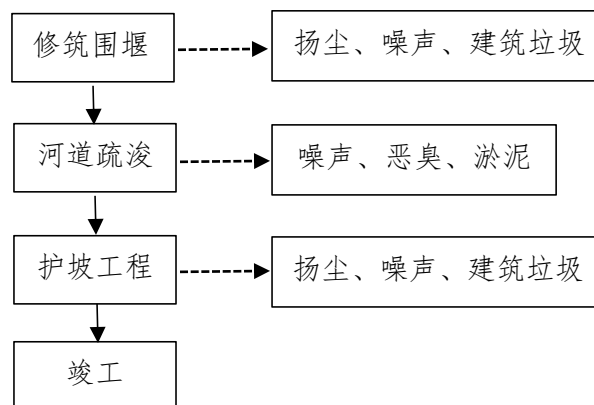 修筑围堰
扬尘、噪声、建筑垃圾
河道疏浚
噪声、恶臭、淤泥
护坡工程
扬尘、噪声、建筑垃圾
竣工